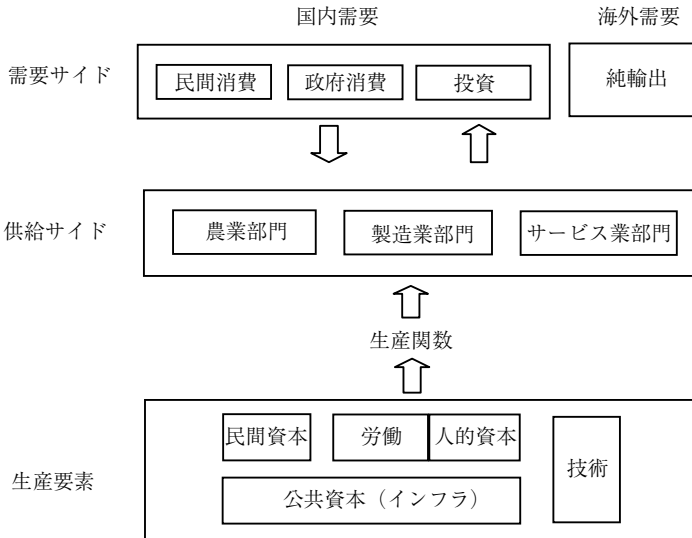 国内需要
海外需要
需要サイド
民間消費
政府消費
投資
純輸出
供給サイド
農業部門
製造業部門
サービス業部門
生産関数
民間資本
労働
人的資本
技術
生産要素
公共資本（インフラ）